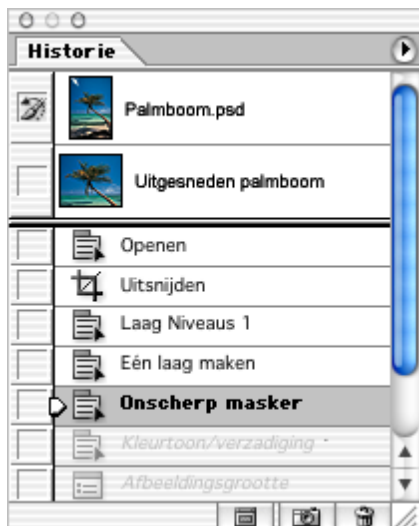 Historie
Palmboom.psd
Uitgesneden palmboom
Openen
Uitsnijden
Laag Niveaus 1
Eén laag maken
Onscherp masker
Kleurtoon/verzadiging
Afbeeldingsgrootte